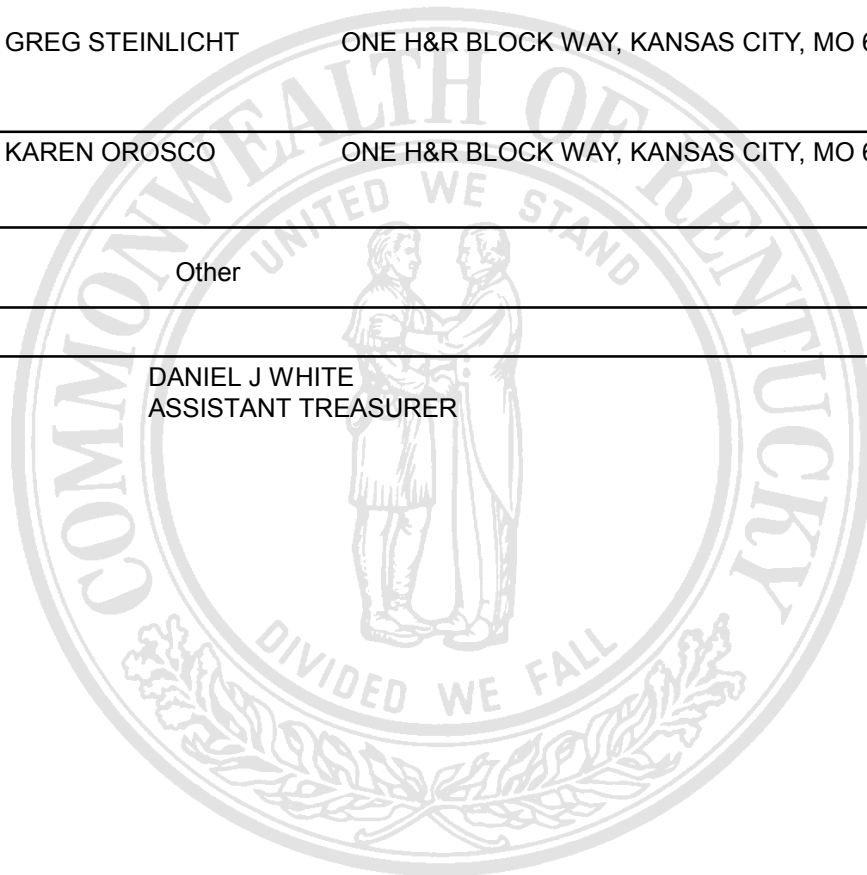 GREG STEINLICHT ONE H&R BLOCK WAY, KANSAS CITY, MO
KAREN OROSCO ONE H&R BLOCK WAY, KANSAS CITY, MO
Other
DANIEL J WHITE
ASSISTANT TREASURER
COMMONWEALTH OF KENTUCKY
UNITED WE STAND
DIVIDED WE FALL